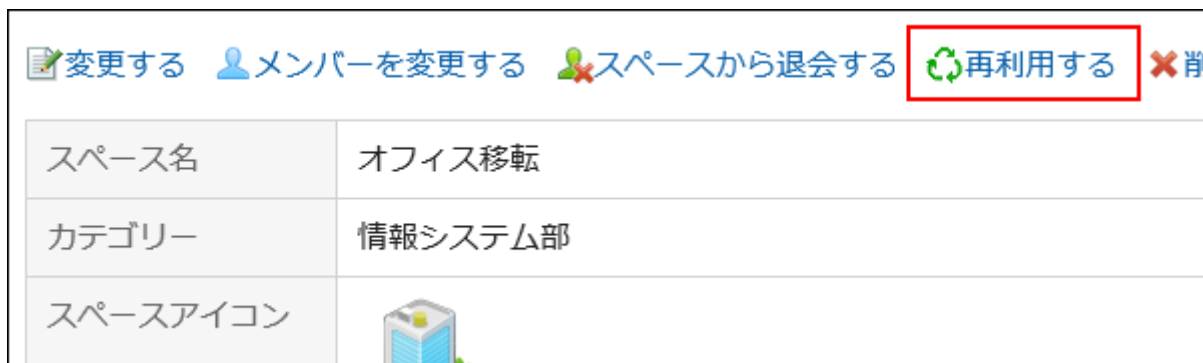 変更する メンバーを変更する スペースから退会する 再利用する 削
スペース名 オフィス移転
カテゴリー 情報システム部
スペースアイコン